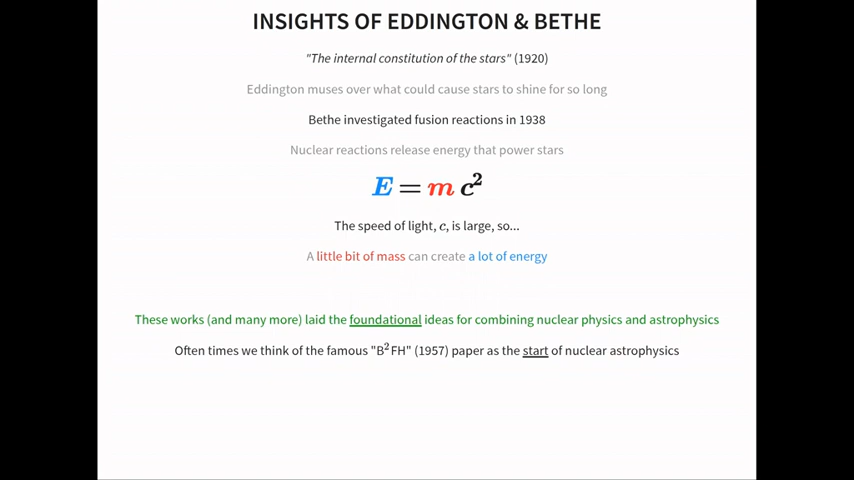 INSIGHTS OF EDDINGTON & BETHE
"The internal constitution of the stars" (1920)
Eddington muses over what could cause stars to shine for so long
Bethe investigated fusion reactions in 1938
Nuclear reactions release energy that power stars
E = m c²
The speed of light, c, is large, so...
A little bit of mass can create a lot of energy
These works (and many more) laid the foundational ideas for combining nuclear physics and astrophysics
Often times we think of the famous "B²FH" (1957) paper as the start of nuclear astrophysics